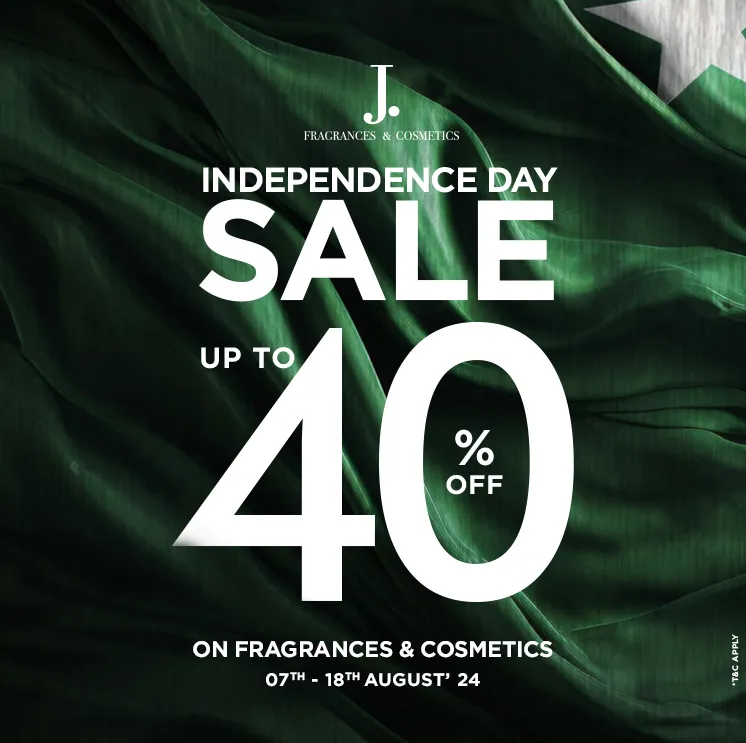 J.
FRAGRANCES & COSMETICS
INDEPENDENCE DAY
SALE
UP TO
40
%
OFF
ON FRAGRANCES & COSMETICS
07TH - 18TH AUGUST’ 24
*T&C APPLY